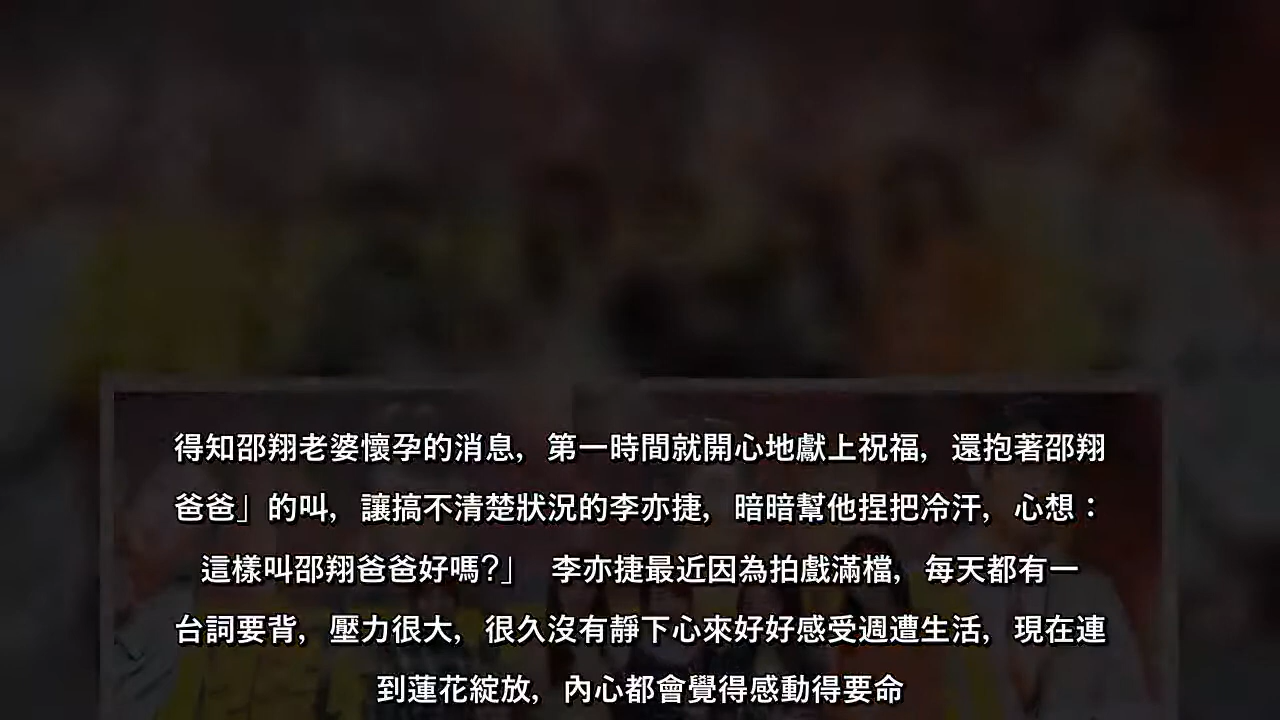 得知邵翔老婆懷孕的消息，第一時間就開心地獻上祝福，還抱著邵翔
爸爸」的叫，讓搞不清楚狀況的李亦捷，暗暗幫他捏把冷汗，心想：
這樣叫邵翔爸爸好嗎?」 李亦捷最近因為拍戲滿檔，每天都有一
台詞要背，壓力很大，很久沒有靜下心來好好感受週遭生活，現在連
到蓮花綻放，內心都會覺得感動得要命